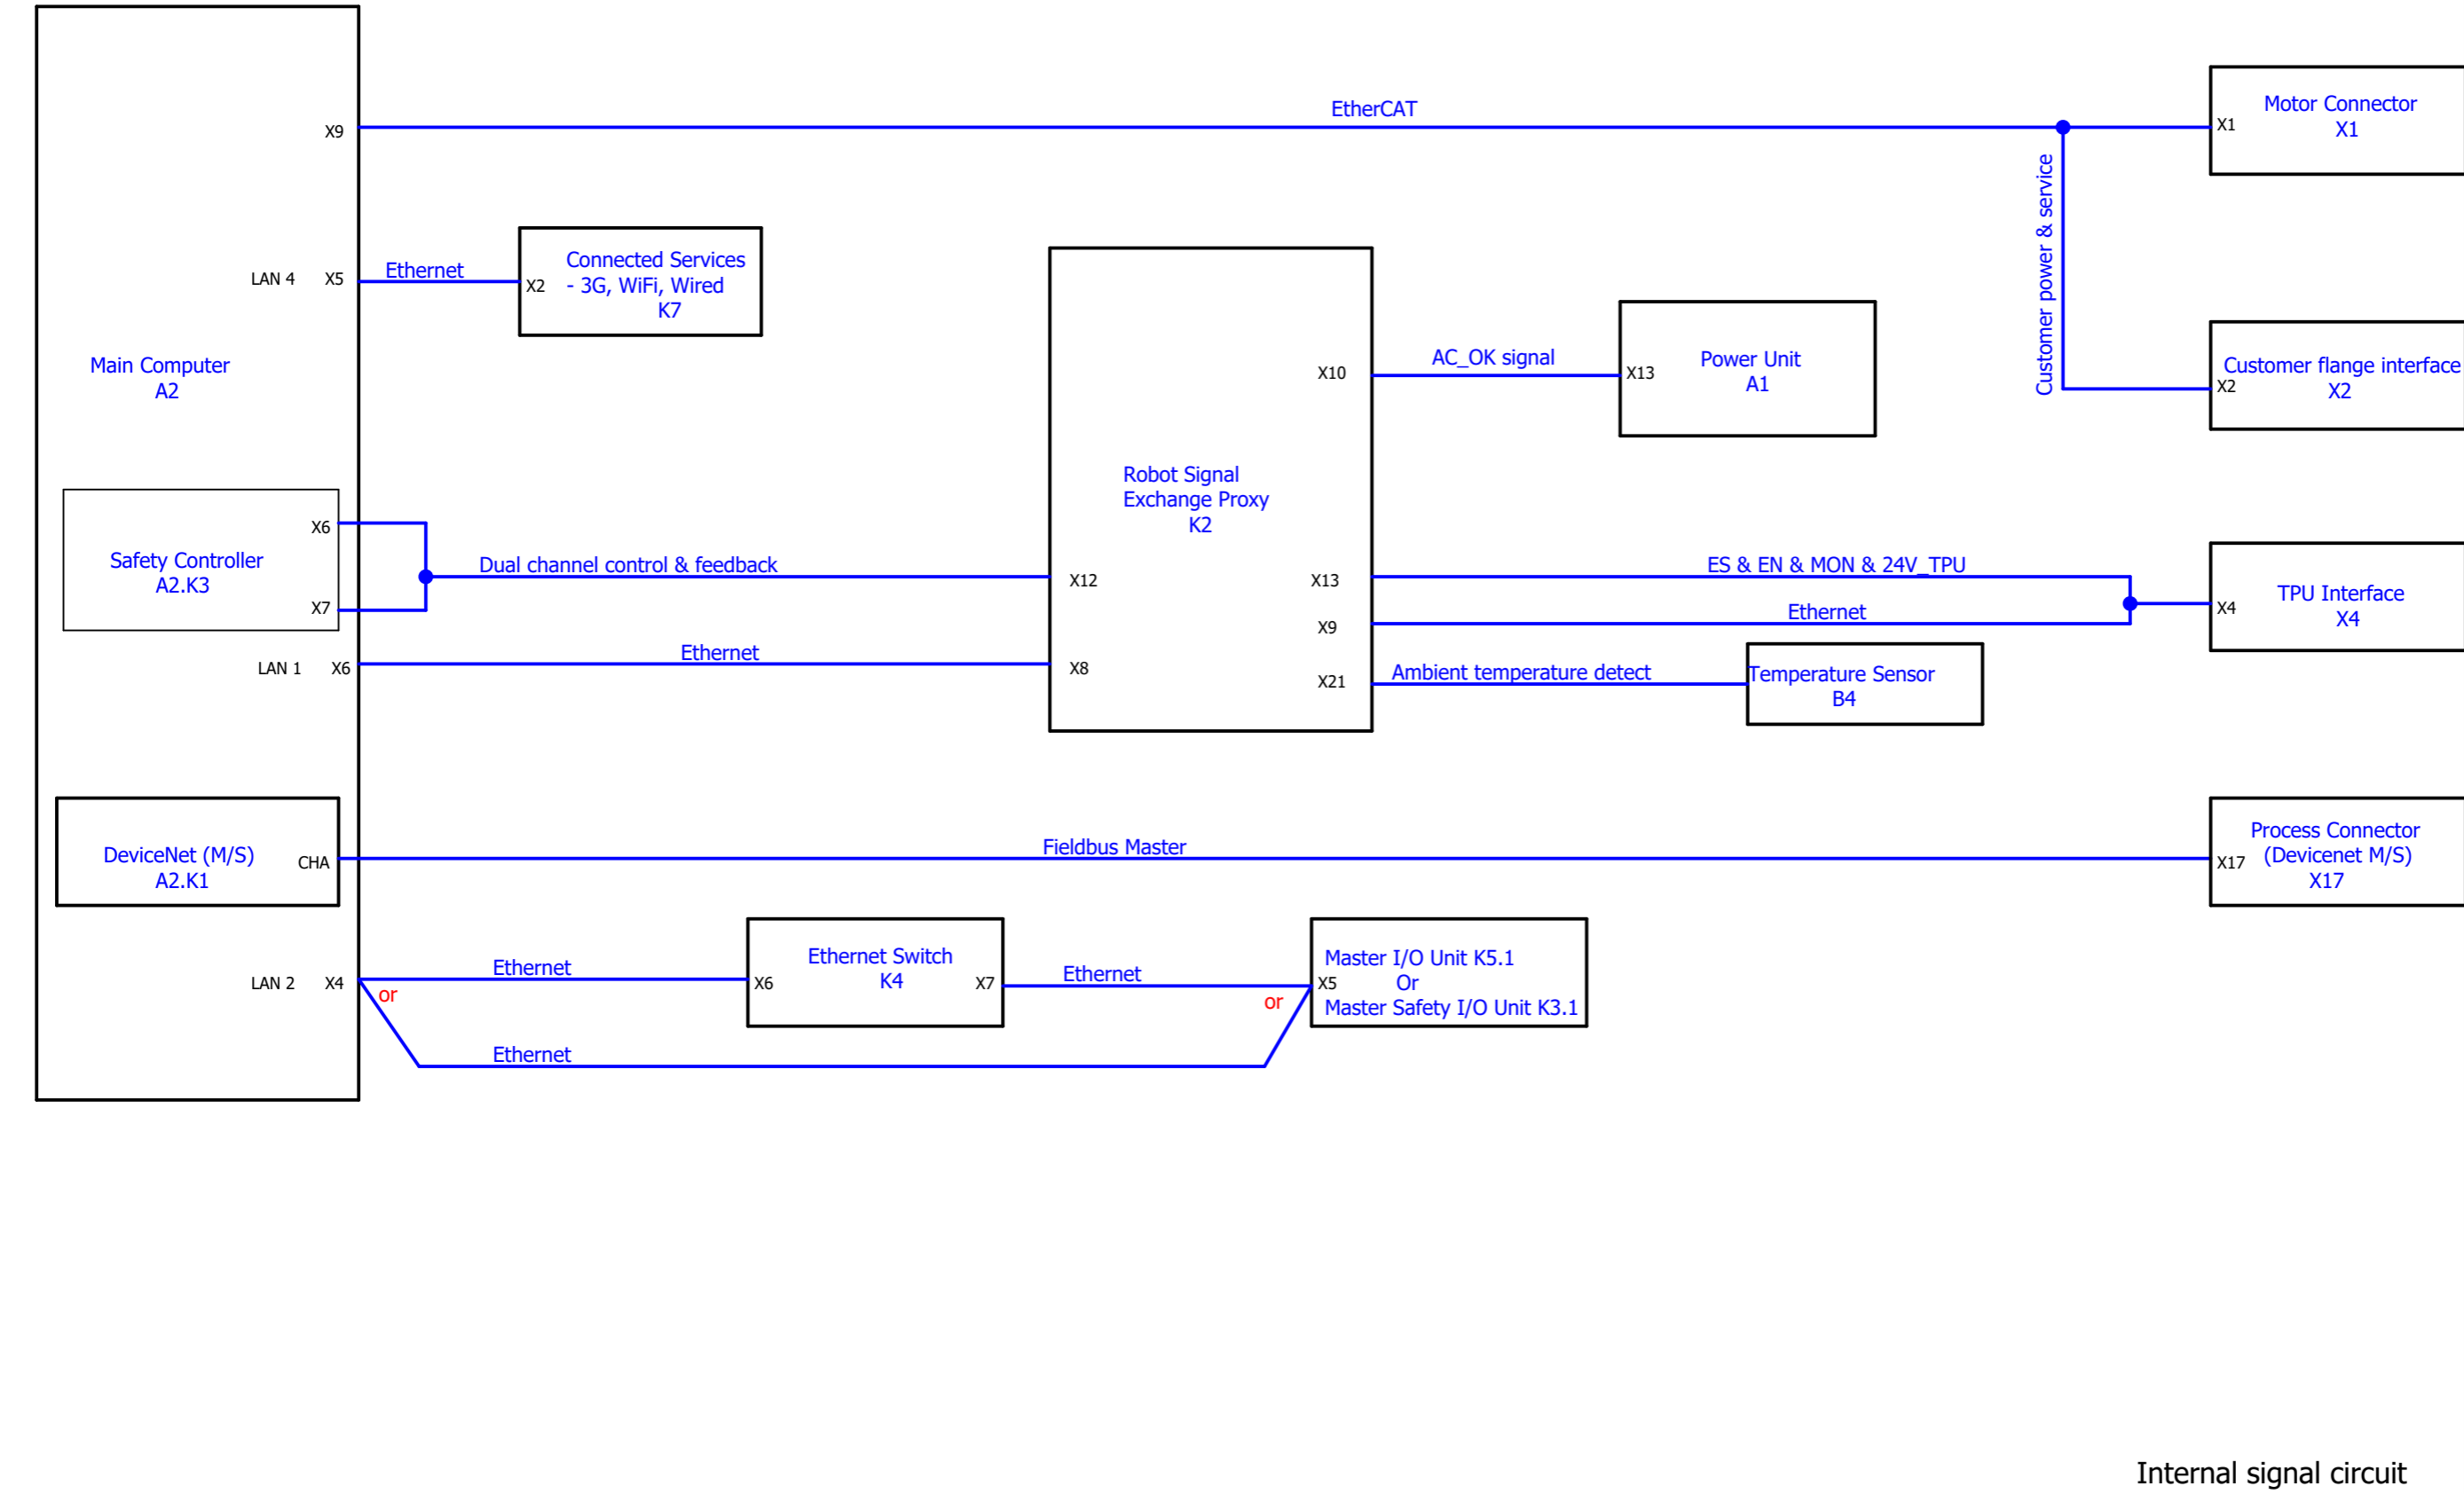 EtherCAT
X9
X1
Motor Connector
X1
Customer power & service
LAN 4
X5
Ethernet
X2
Connected Services
- 3G, WiFi, Wired
K7
Main Computer
A2
X10
AC_OK signal
X13
Power Unit
A1
Customer flange interface
X2
X2
Robot Signal
Exchange Proxy
K2
X6
Safety Controller
A2.K3
X7
Dual channel control & feedback
X12
X13
ES & EN & MON & 24V_TPU
X9
Ethernet
X4
TPU Interface
X4
LAN 1
X6
Ethernet
X8
X21
Ambient temperature detect
Temperature Sensor
B4
DeviceNet (M/S)
A2.K1
CHA
Fieldbus Master
X17
Process Connector
(Devicenet M/S)
X17
LAN 2
X4
or
Ethernet
X6
Ethernet Switch
K4
X7
Ethernet
or
X5
Master I/O Unit K5.1
Or
Master Safety I/O Unit K3.1
Ethernet
Internal signal circuit